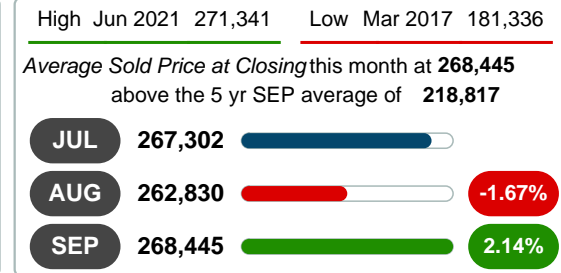 High Jun 2021 271,341 Low Mar 2017 181,336
Average Sold Price at Closing this month at 268,445
above the 5 yr SEP average of 218,817
JUL 267,302
AUG 262,830 -1.67%
SEP 268,445 2.14%